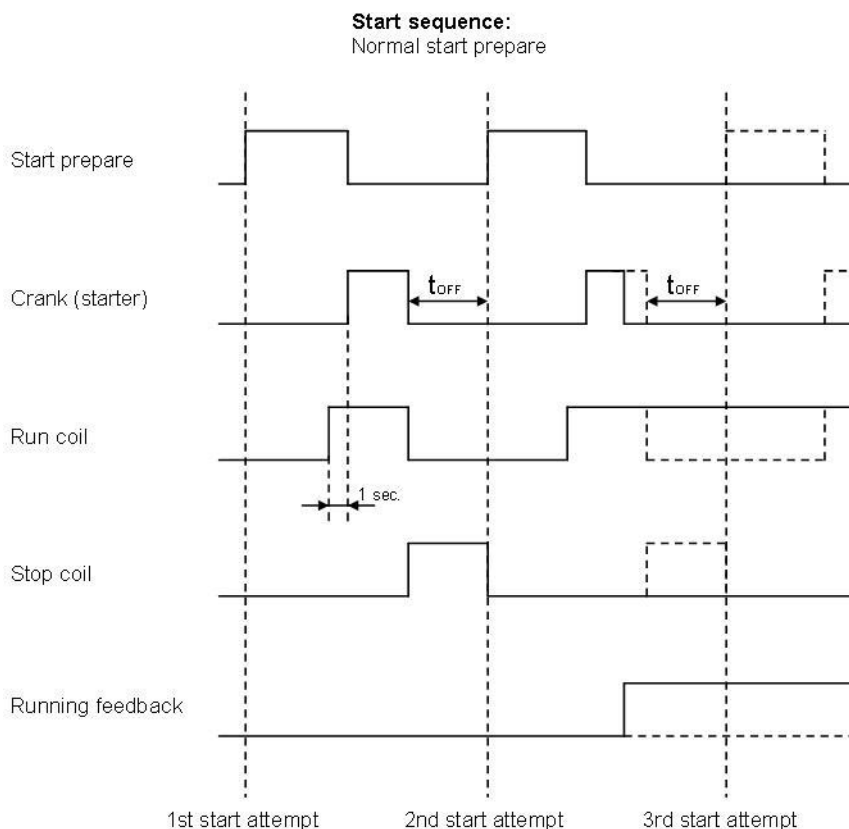 Start sequence:
Normal start prepare
Start prepare
Crank (starter)
tOFF
tOFF
Run coil
1 sec.
Stop coil
Running feedback
1st start attempt
2nd start attempt
3rd start attempt